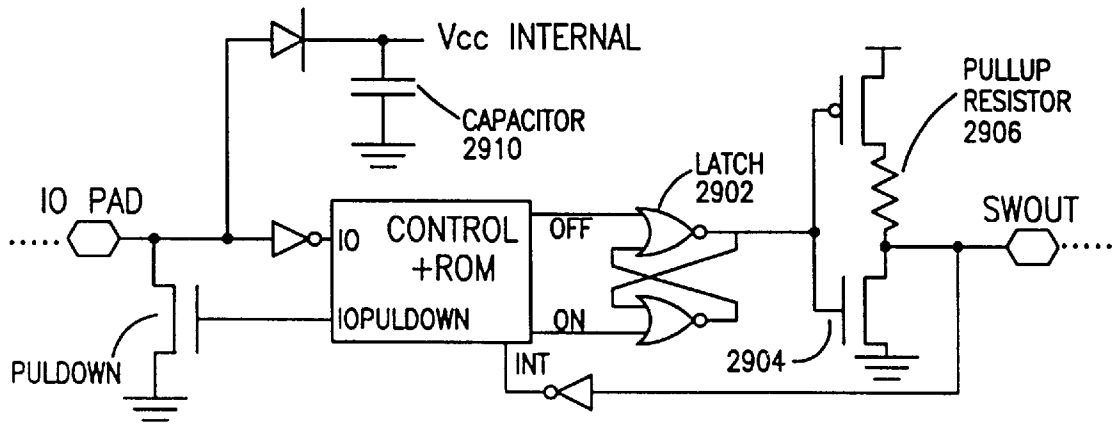 Vcc INTERNAL
CAPACITOR
2910
PULLUP
RESISTOR
2906
LATCH
2902
IO PAD
SWOUT
IO
CONTROL
+ROM
OFF
IOPULDOWN
ON
INT
PULDOWN
2904